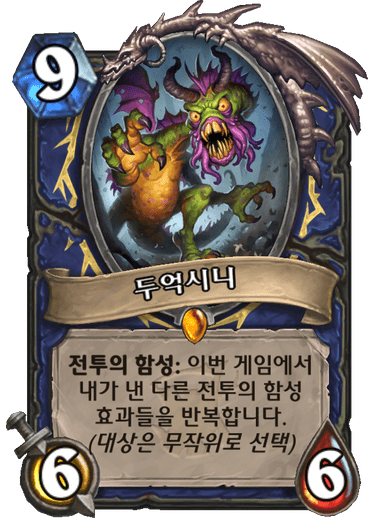 9
두억시니
전투의 함성: 이번 게임에서
내가 낸 다른 전투의 함성
효과들을 반복합니다.
(대상은 무작위로 선택)
6
6